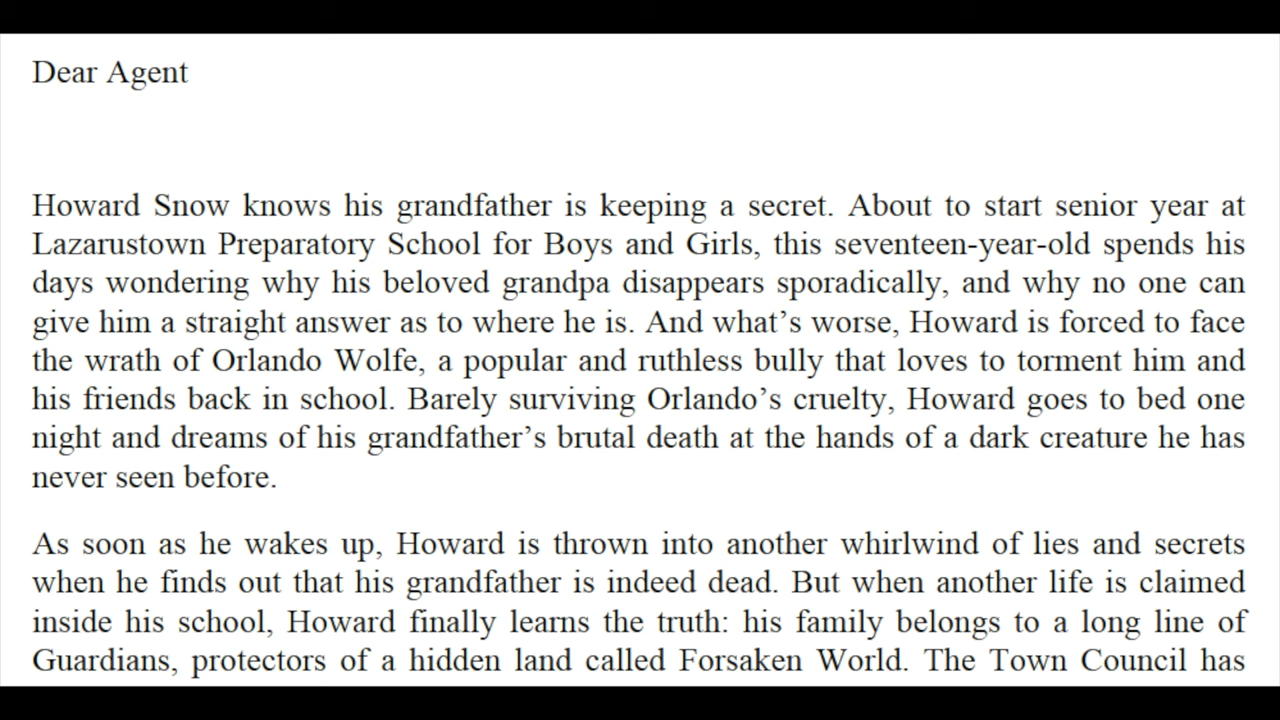 Dear Agent
Howard Snow knows his grandfather is keeping a secret. About to start senior year at
Lazarustown Preparatory School for Boys and Girls, this seventeen-year-old spends his
days wondering why his beloved grandpa disappears sporadically, and why no one can
give him a straight answer as to where he is. And what’s worse, Howard is forced to face
the wrath of Orlando Wolfe, a popular and ruthless bully that loves to torment him and
his friends back in school. Barely surviving Orlando’s cruelty, Howard goes to bed one
night and dreams of his grandfather’s brutal death at the hands of a dark creature he has
never seen before.
As soon as he wakes up, Howard is thrown into another whirlwind of lies and secrets
when he finds out that his grandfather is indeed dead. But when another life is claimed
inside his school, Howard finally learns the truth: his family belongs to a long line of
Guardians, protectors of a hidden land called Forsaken World. The Town Council has